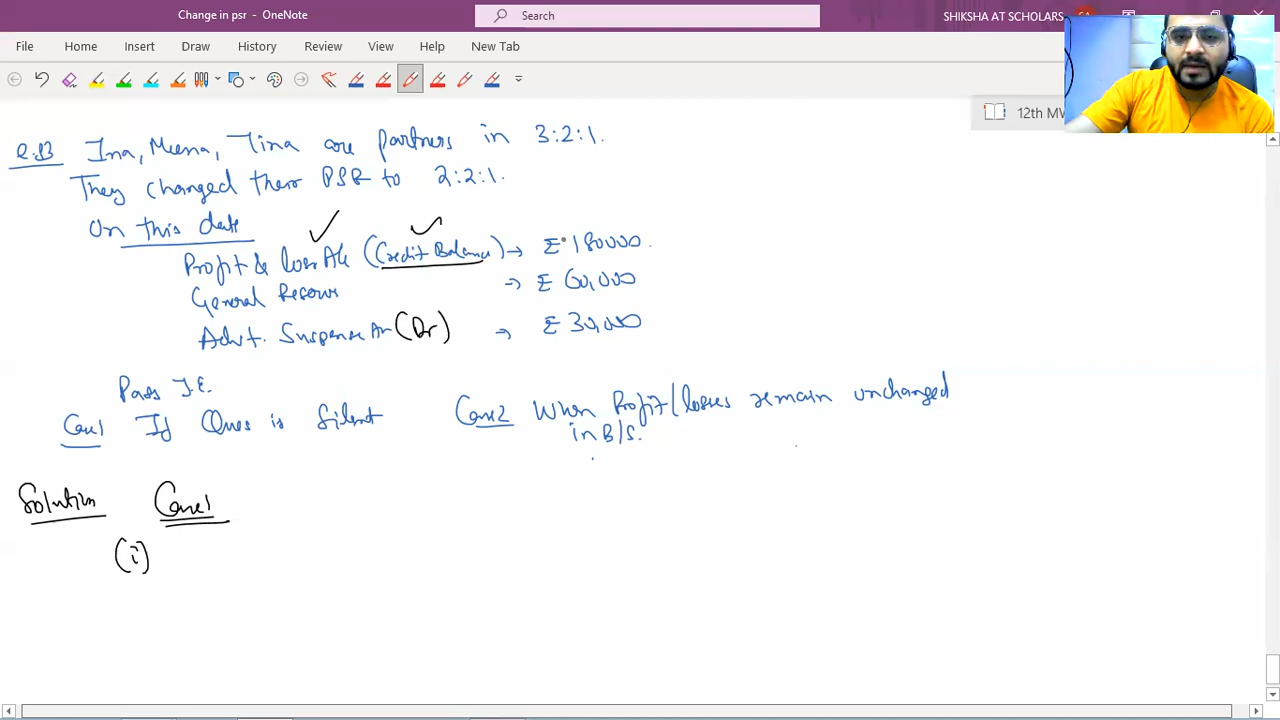 Change in psr - OneNote
Search
SHIKSHA AT SCHOLARS
File Home Insert Draw History Review View Help New Tab
12th MW
Q.13 Ina, Meena, Tina are partners in 3:2:1.
They changed their PSR to 2:2:1.
On this date
Profit & loss A/c (Credit Balance) → ₹ 180000.
General Reserve → ₹ 60,000
Advt. Suspense A/c (Dr) → ₹ 30,000
Pass J.E.
Case1 If Ques is Silent
Case2 When Profit/losses remain unchanged
in B/S.
Solution Case1
(i)